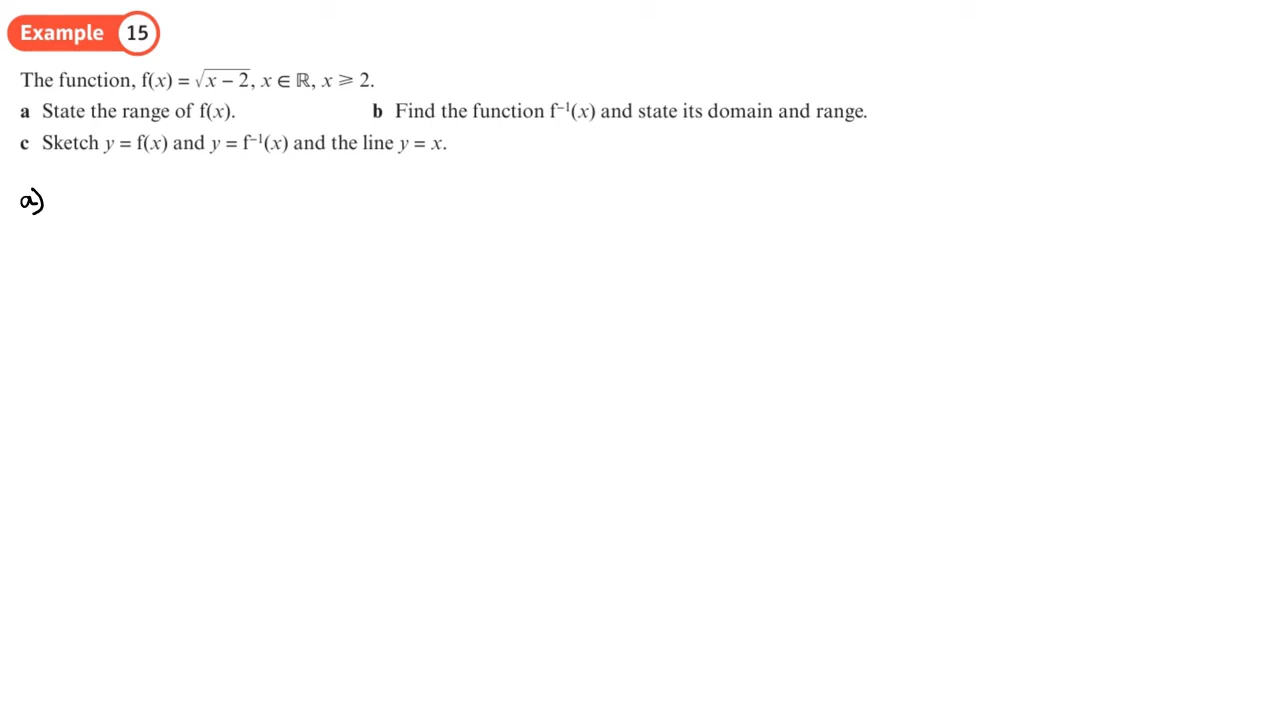 Example 15
The function, f(x) = √x − 2, x ∈ ℝ, x ⩾ 2.
a State the range of f(x). b Find the function f⁻¹(x) and state its domain and range.
c Sketch y = f(x) and y = f⁻¹(x) and the line y = x.
a)